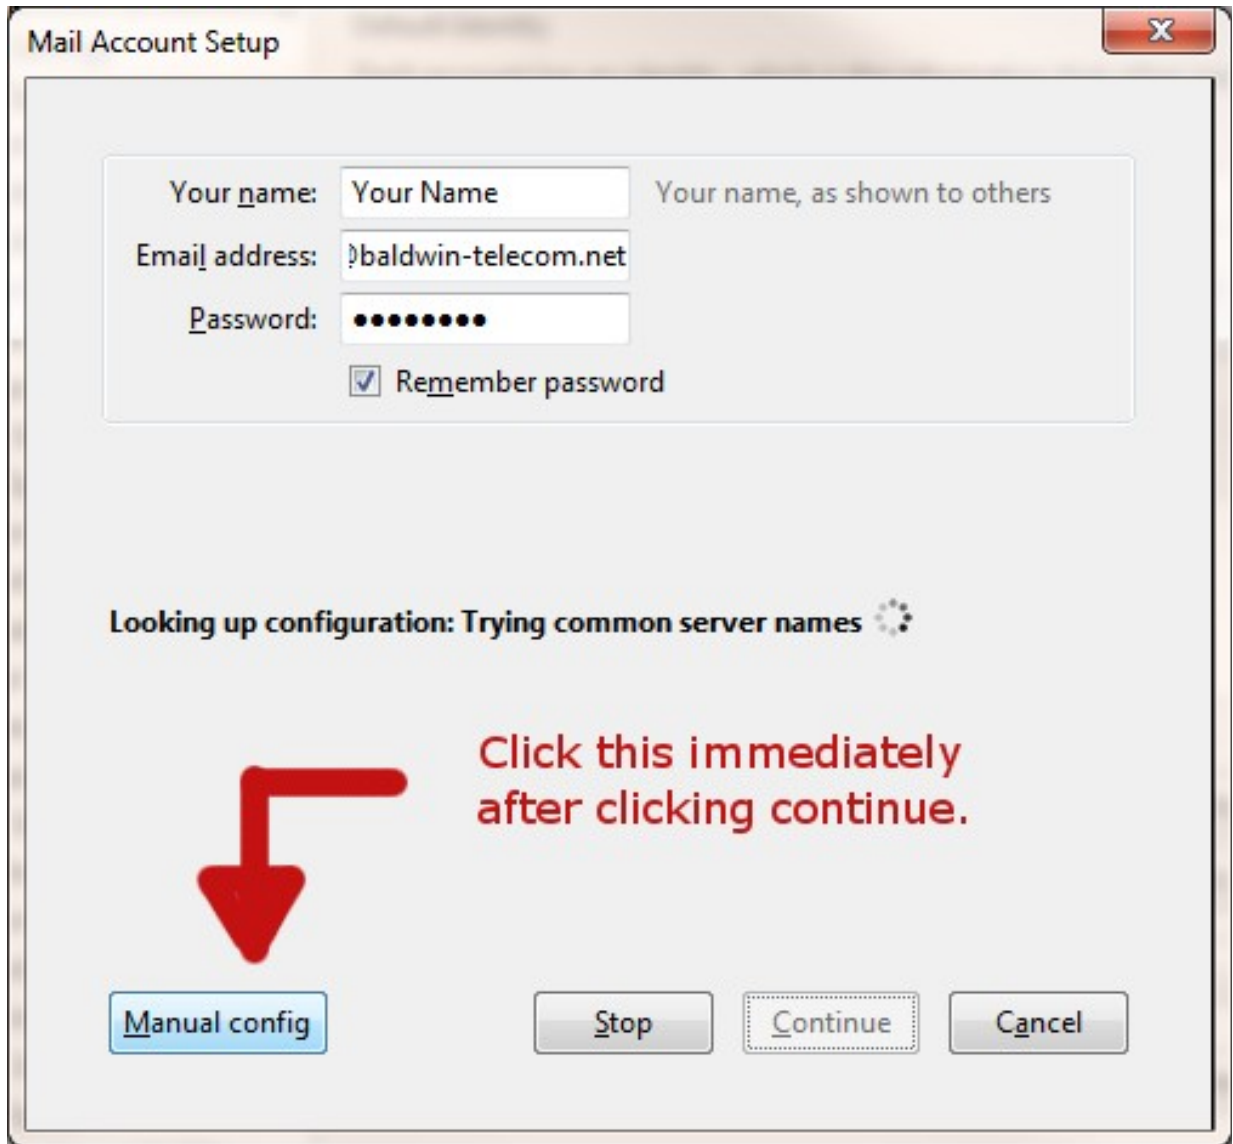 Mail Account Setup
Your name: Your Name Your name, as shown to others
Email address: @baldwin-telecom.net
Password: ••••••••
Remember password
Looking up configuration: Trying common server names
Click this immediately
after clicking continue.
Manual config Stop Continue Cancel